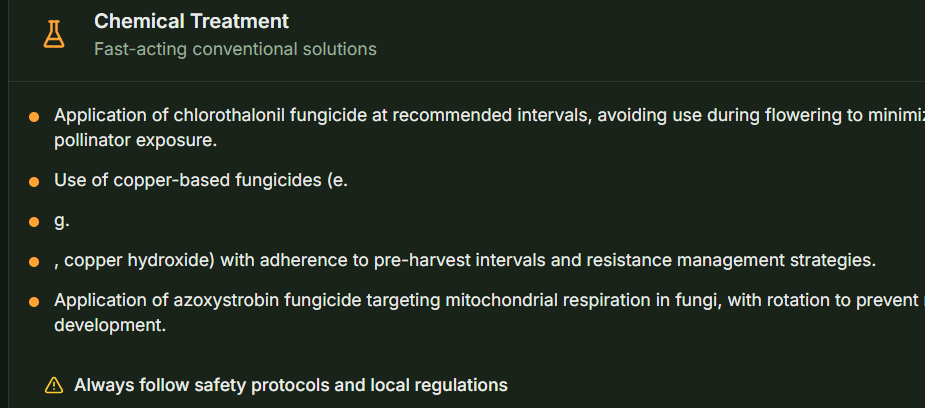 Chemical Treatment
Fast-acting conventional solutions
Application of chlorothalonil fungicide at recommended intervals, avoiding use during flowering to
pollinator exposure.
Use of copper-based fungicides (e.
g.
, copper hydroxide) with adherence to pre-harvest intervals and resistance management strategies.
Application of azoxystrobin fungicide targeting mitochondrial respiration in fungi, with rotation to prevent
development.
Always follow safety protocols and local regulations